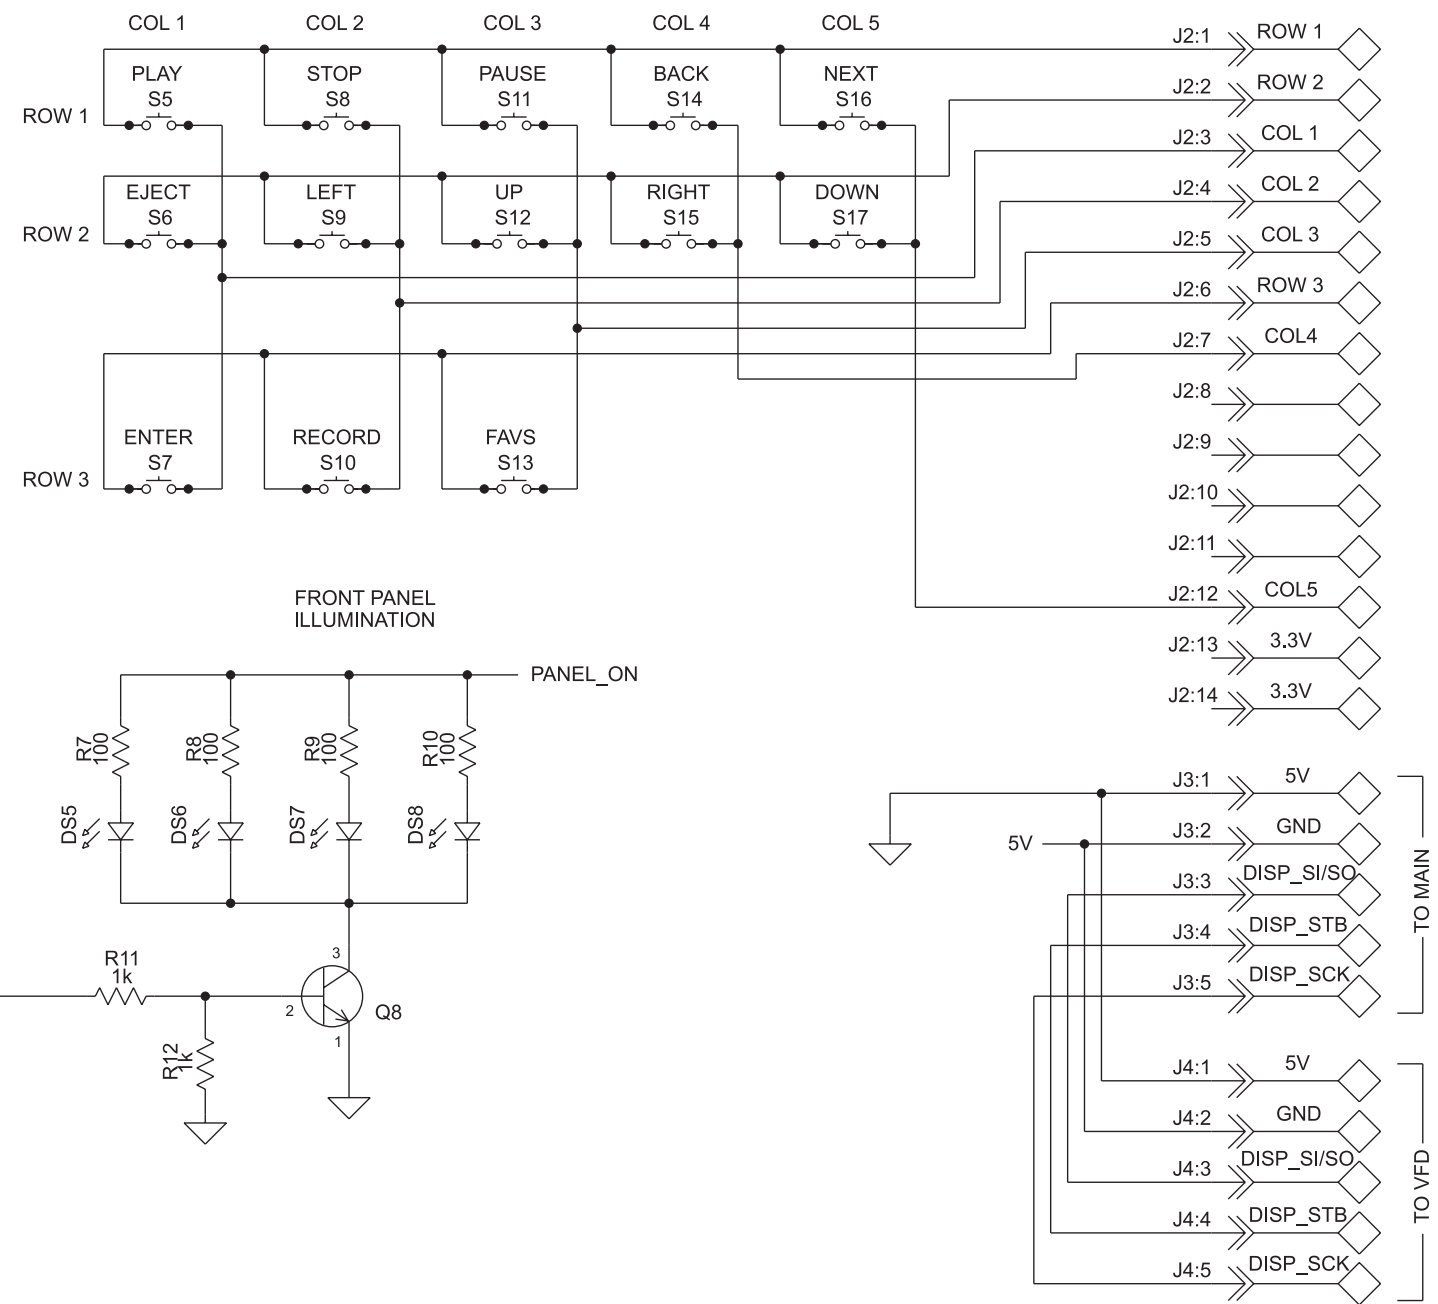 COL 1 COL 2 COL 3 COL 4 COL 5
PLAY STOP PAUSE BACK NEXT
S5 S8 S11 S14 S16
ROW 1
EJECT LEFT UP RIGHT DOWN
S6 S9 S12 S15 S17
ROW 2
ENTER RECORD FAVS
S7 S10 S13
ROW 3
J2:1 ROW 1
J2:2 ROW 2
J2:3 COL 1
J2:4 COL 2
J2:5 COL 3
J2:6 ROW 3
J2:7 COL4
J2:8
J2:9
J2:10
J2:11
J2:12 COL5
J2:13 3.3V
J2:14 3.3V
FRONT PANEL
ILLUMINATION
PANEL_ON
R7 R8 R9 R10
100 100 100 100
DS5 DS6 DS7 DS8
R11
1k
R12
1k
3
2
1
Q8
J3:1 5V
5V J3:2 GND
J3:3 DISP_SI/SO
J3:4 DISP_STB
J3:5 DISP_SCK
TO MAIN
J4:1 5V
J4:2 GND
J4:3 DISP_SI/SO
J4:4 DISP_STB
J4:5 DISP_SCK
TO VFD